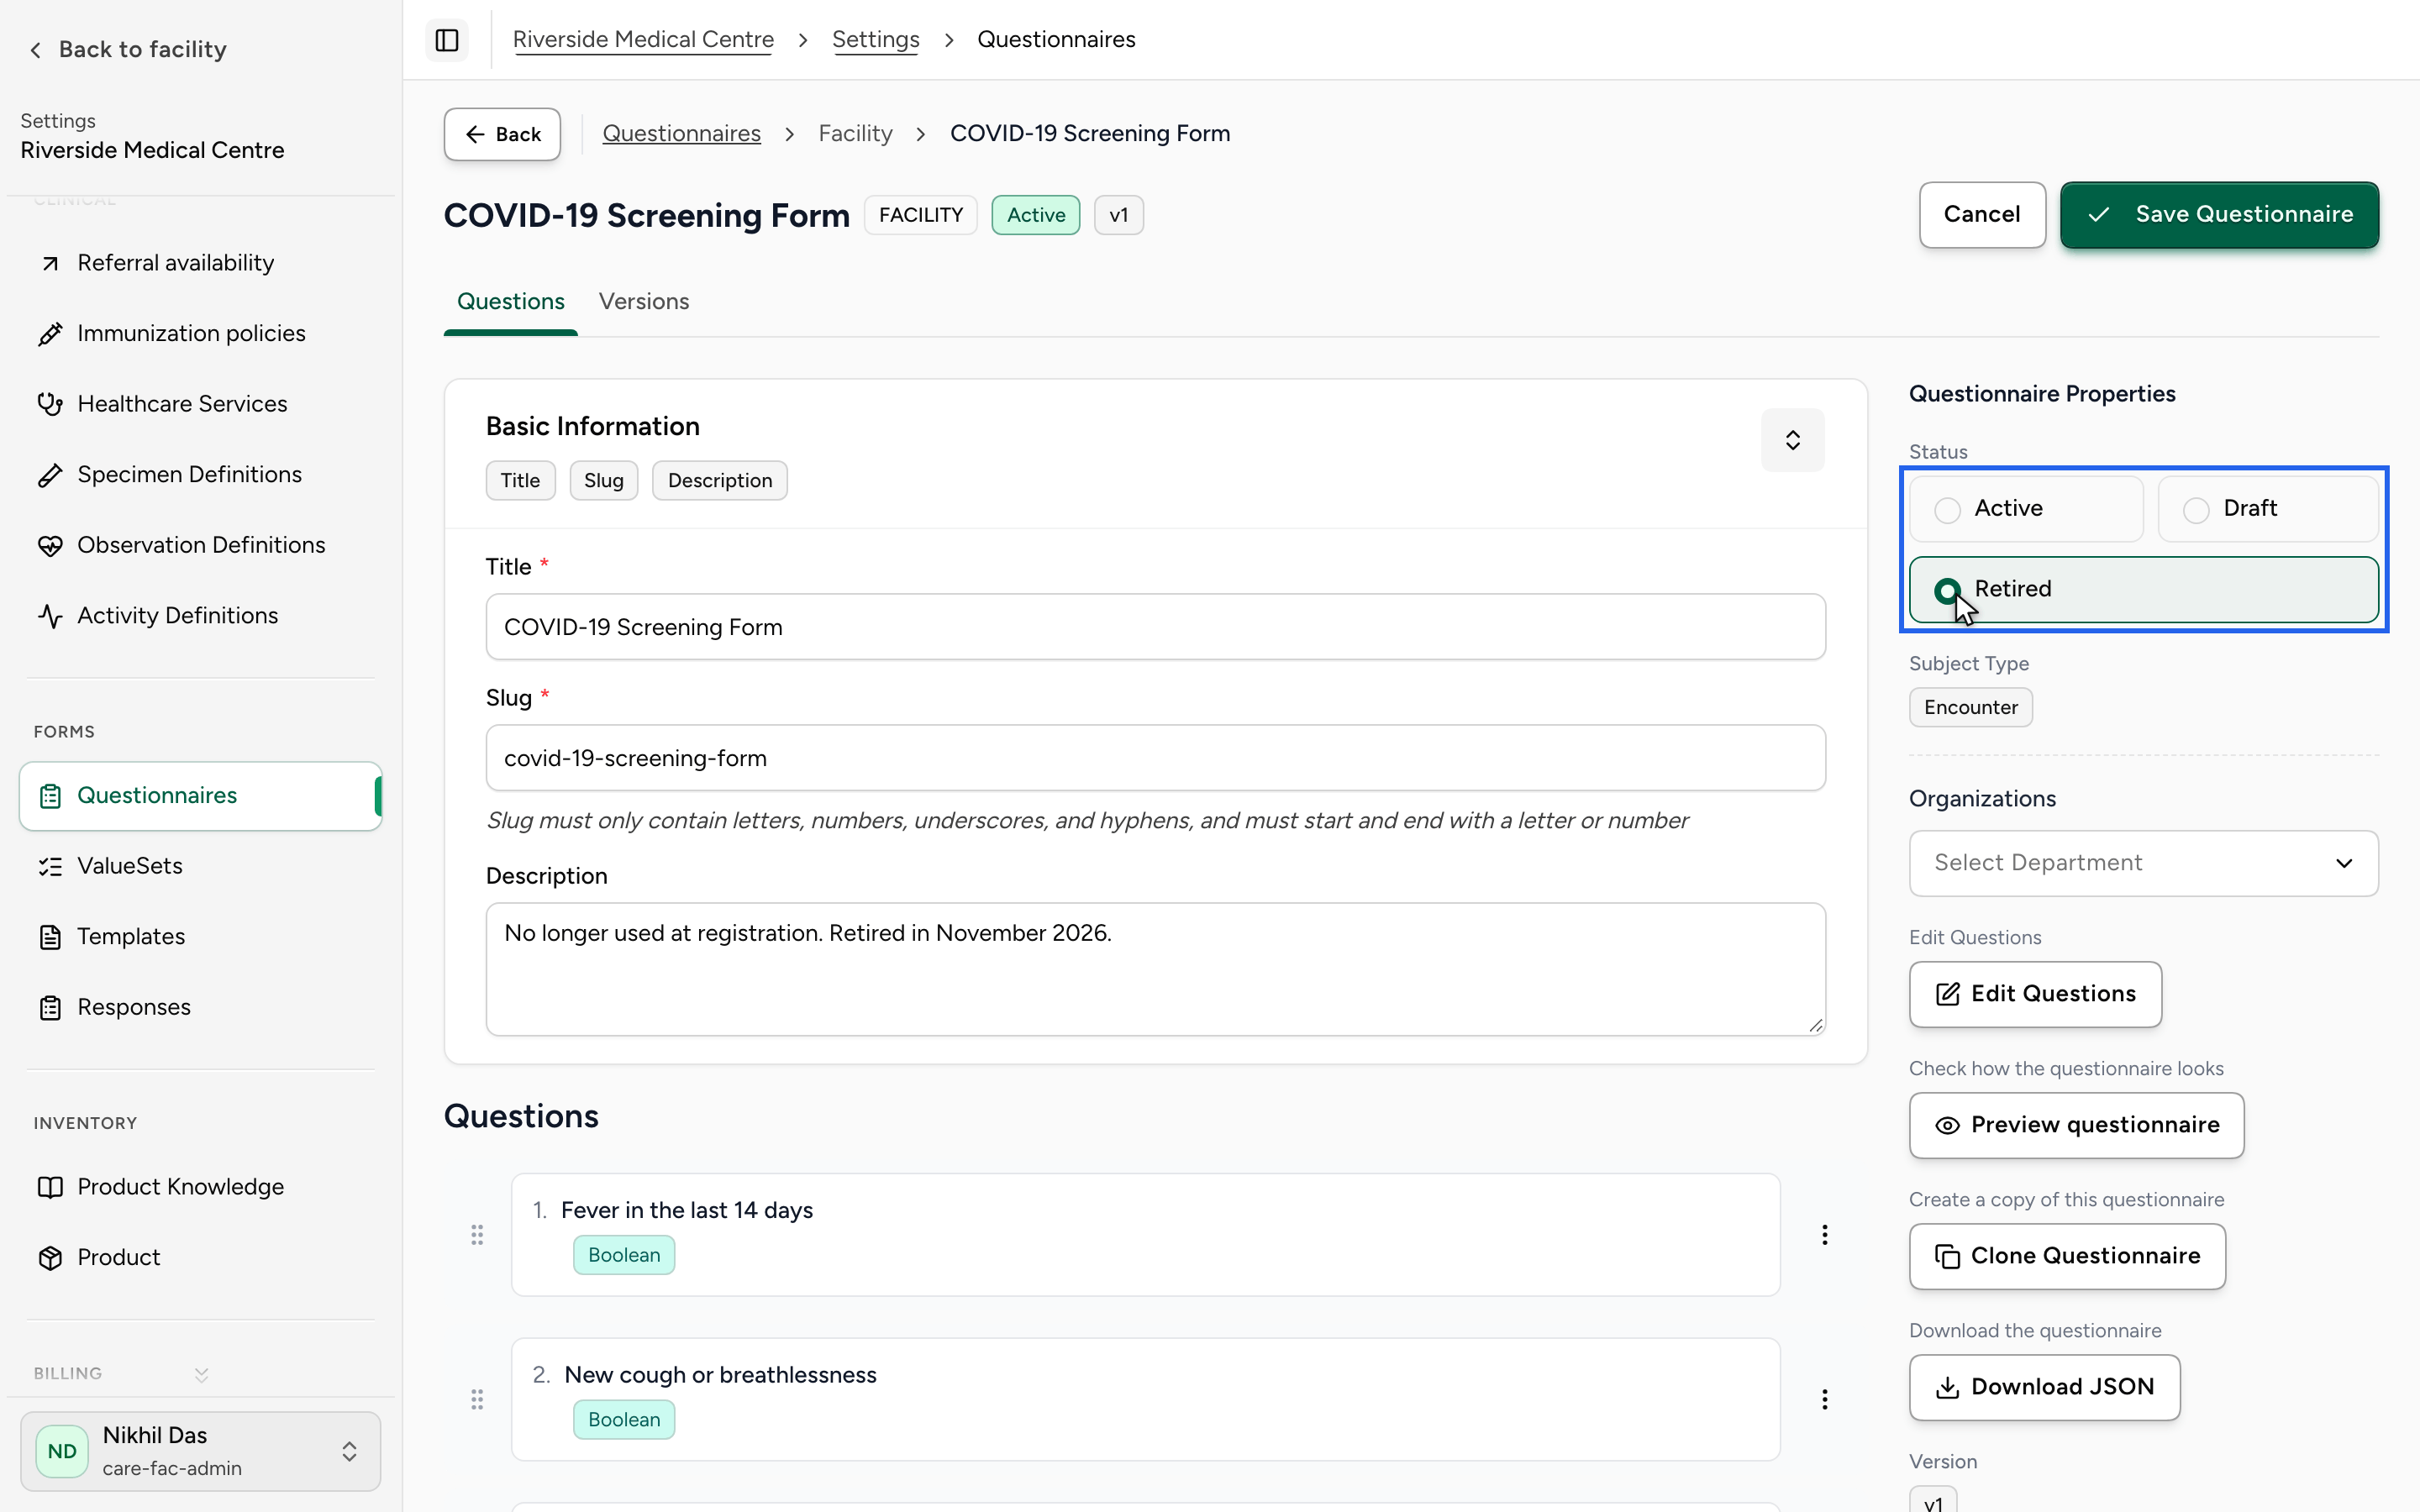 Back to facility
Settings
Riverside Medical Centre
CLINICAL
Referral availability
Immunization policies
Healthcare Services
Specimen Definitions
Observation Definitions
Activity Definitions
FORMS
Questionnaires
ValueSets
Templates
Responses
INVENTORY
Product Knowledge
Product
BILLING
ND
Nikhil Das
care-fac-admin
Riverside Medical Centre > Settings > Questionnaires
Back
Questionnaires > Facility > COVID-19 Screening Form
COVID-19 Screening Form FACILITY Active v1
Cancel
Save Questionnaire
Questions Versions
Basic Information
Title Slug Description
Title *
COVID-19 Screening Form
Slug *
covid-19-screening-form
Slug must only contain letters, numbers, underscores, and hyphens, and must start and end with a letter or number
Description
No longer used at registration. Retired in November 2026.
Questions
1. Fever in the last 14 days
Boolean
2. New cough or breathlessness
Boolean
Questionnaire Properties
Status
Active Draft
Retired
Subject Type
Encounter
Organizations
Select Department
Edit Questions
Edit Questions
Check how the questionnaire looks
Preview questionnaire
Create a copy of this questionnaire
Clone Questionnaire
Download the questionnaire
Download JSON
Version
v1